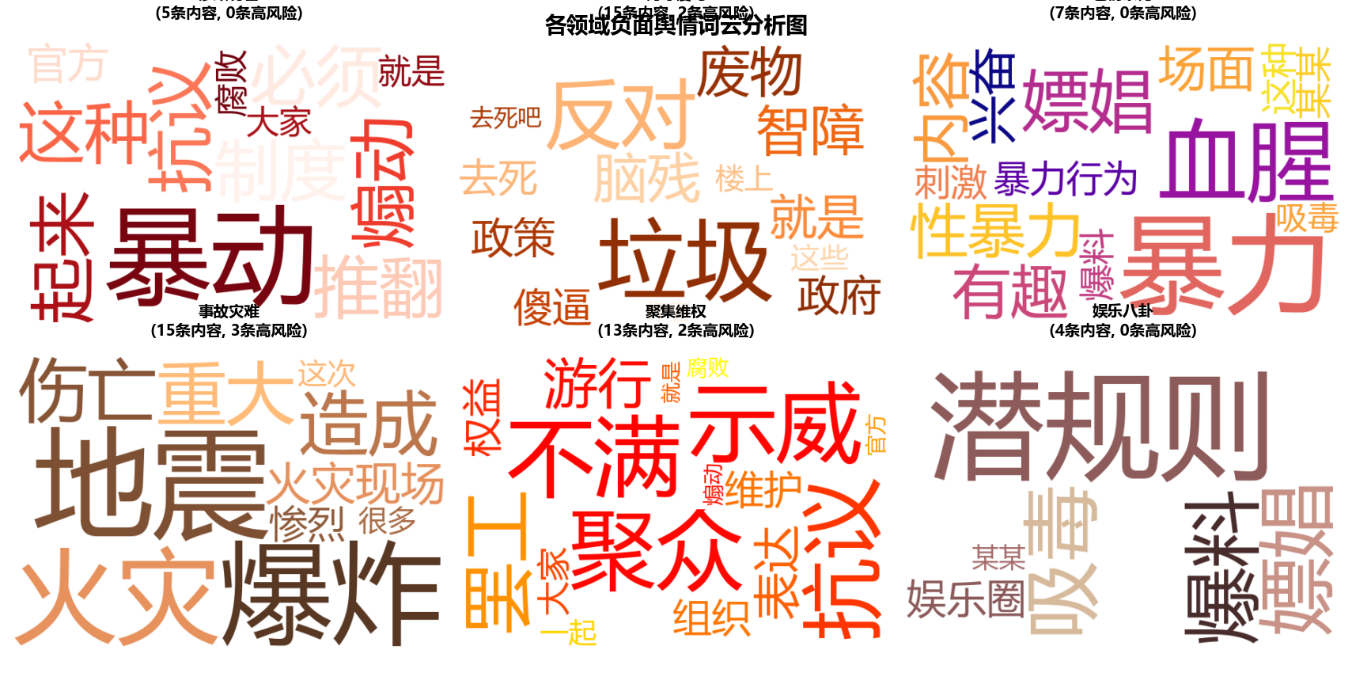 (5条内容, 0条高风险)
(15条内容, 2条高风险)
(7条内容, 0条高风险)
各领域负面舆情词云分析图
官方
腐败
必须
就是
这种
抗议
大家
制度
煽动
起来
暴动
推翻
废物
反对
去死吧
智障
去死
脑残
楼上
就是
政策
垃圾
这些
政府
傻逼
内容
兴奋
嫖娼
场面
这种
某某
血腥
刺激
暴力行为
性暴力
吸毒
暴力
有趣
爆料
事故灾难
(15条内容, 3条高风险)
聚集维权
(13条内容, 2条高风险)
娱乐八卦
(4条内容, 0条高风险)
伤亡
重大
这次
造成
地震
火灾现场
惨烈
很多
火灾
爆炸
权益
游行
就是
腐败
示威
不满
官方
煽动
维护
罢工
聚众
抗议
大家
表达
组织
一起
潜规则
吸毒
爆料
嫖娼
某某
娱乐圈